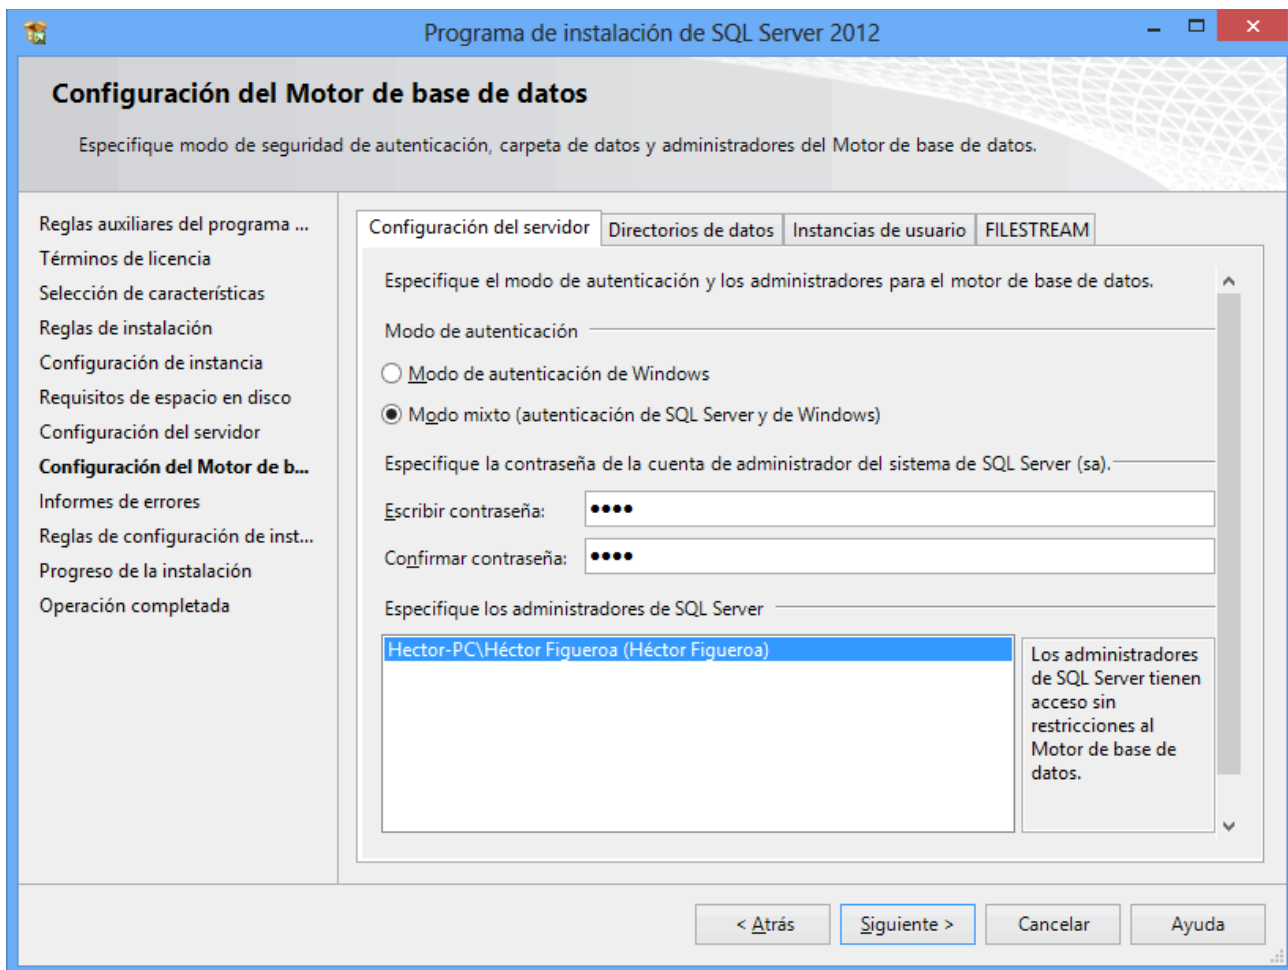 Programa de instalación de SQL Server 2012
Configuración del Motor de base de datos
Especifique modo de seguridad de autenticación, carpeta de datos y administradores del Motor de base de datos.
Reglas auxiliares del programa ...
Términos de licencia
Selección de características
Reglas de instalación
Configuración de instancia
Requisitos de espacio en disco
Configuración del servidor
Configuración del Motor de b...
Informes de errores
Reglas de configuración de inst...
Progreso de la instalación
Operación completada
Configuración del servidor Directorios de datos Instancias de usuario FILESTREAM
Especifique el modo de autenticación y los administradores para el motor de base de datos.
Modo de autenticación
Modo de autenticación de Windows
Modo mixto (autenticación de SQL Server y de Windows)
Especifique la contraseña de la cuenta de administrador del sistema de SQL Server (sa).
Escribir contraseña: ●●●●
Confirmar contraseña: ●●●●
Especifique los administradores de SQL Server
Hector-PC\Héctor Figueroa (Héctor Figueroa)
Los administradores
de SQL Server tienen
acceso sin
restricciones al
Motor de base de
datos.
< Atrás Siguiente > Cancelar Ayuda